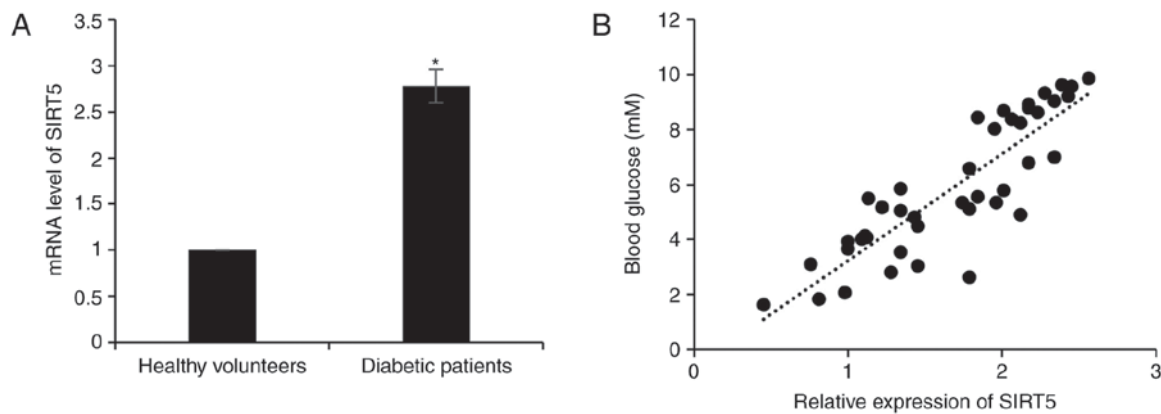 A
mRNA level of SIRT5
3.5
3
2.5
2
1.5
1
0.5
0
*
Healthy volunteers
Diabetic patients
B
Blood glucose (mM)
12
10
8
6
4
2
0
0
1
2
3
Relative expression of SIRT5